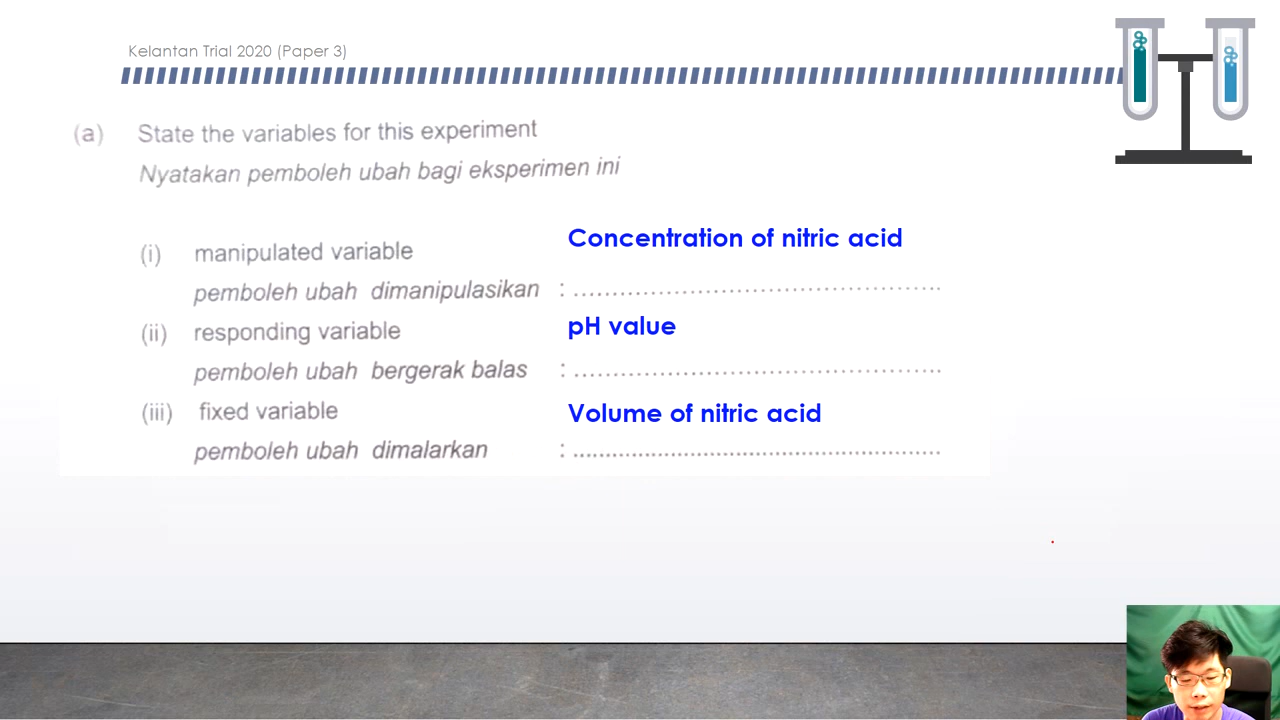 Kelantan Trial 2020 (Paper 3)
(a) State the variables for this experiment
Nyatakan pemboleh ubah bagi eksperimen ini
Concentration of nitric acid
(i) manipulated variable
pemboleh ubah dimanipulasikan : ................................................
pH value
(ii) responding variable
pemboleh ubah bergerak balas : ................................................
Volume of nitric acid
(iii) fixed variable
pemboleh ubah dimalarkan : ................................................